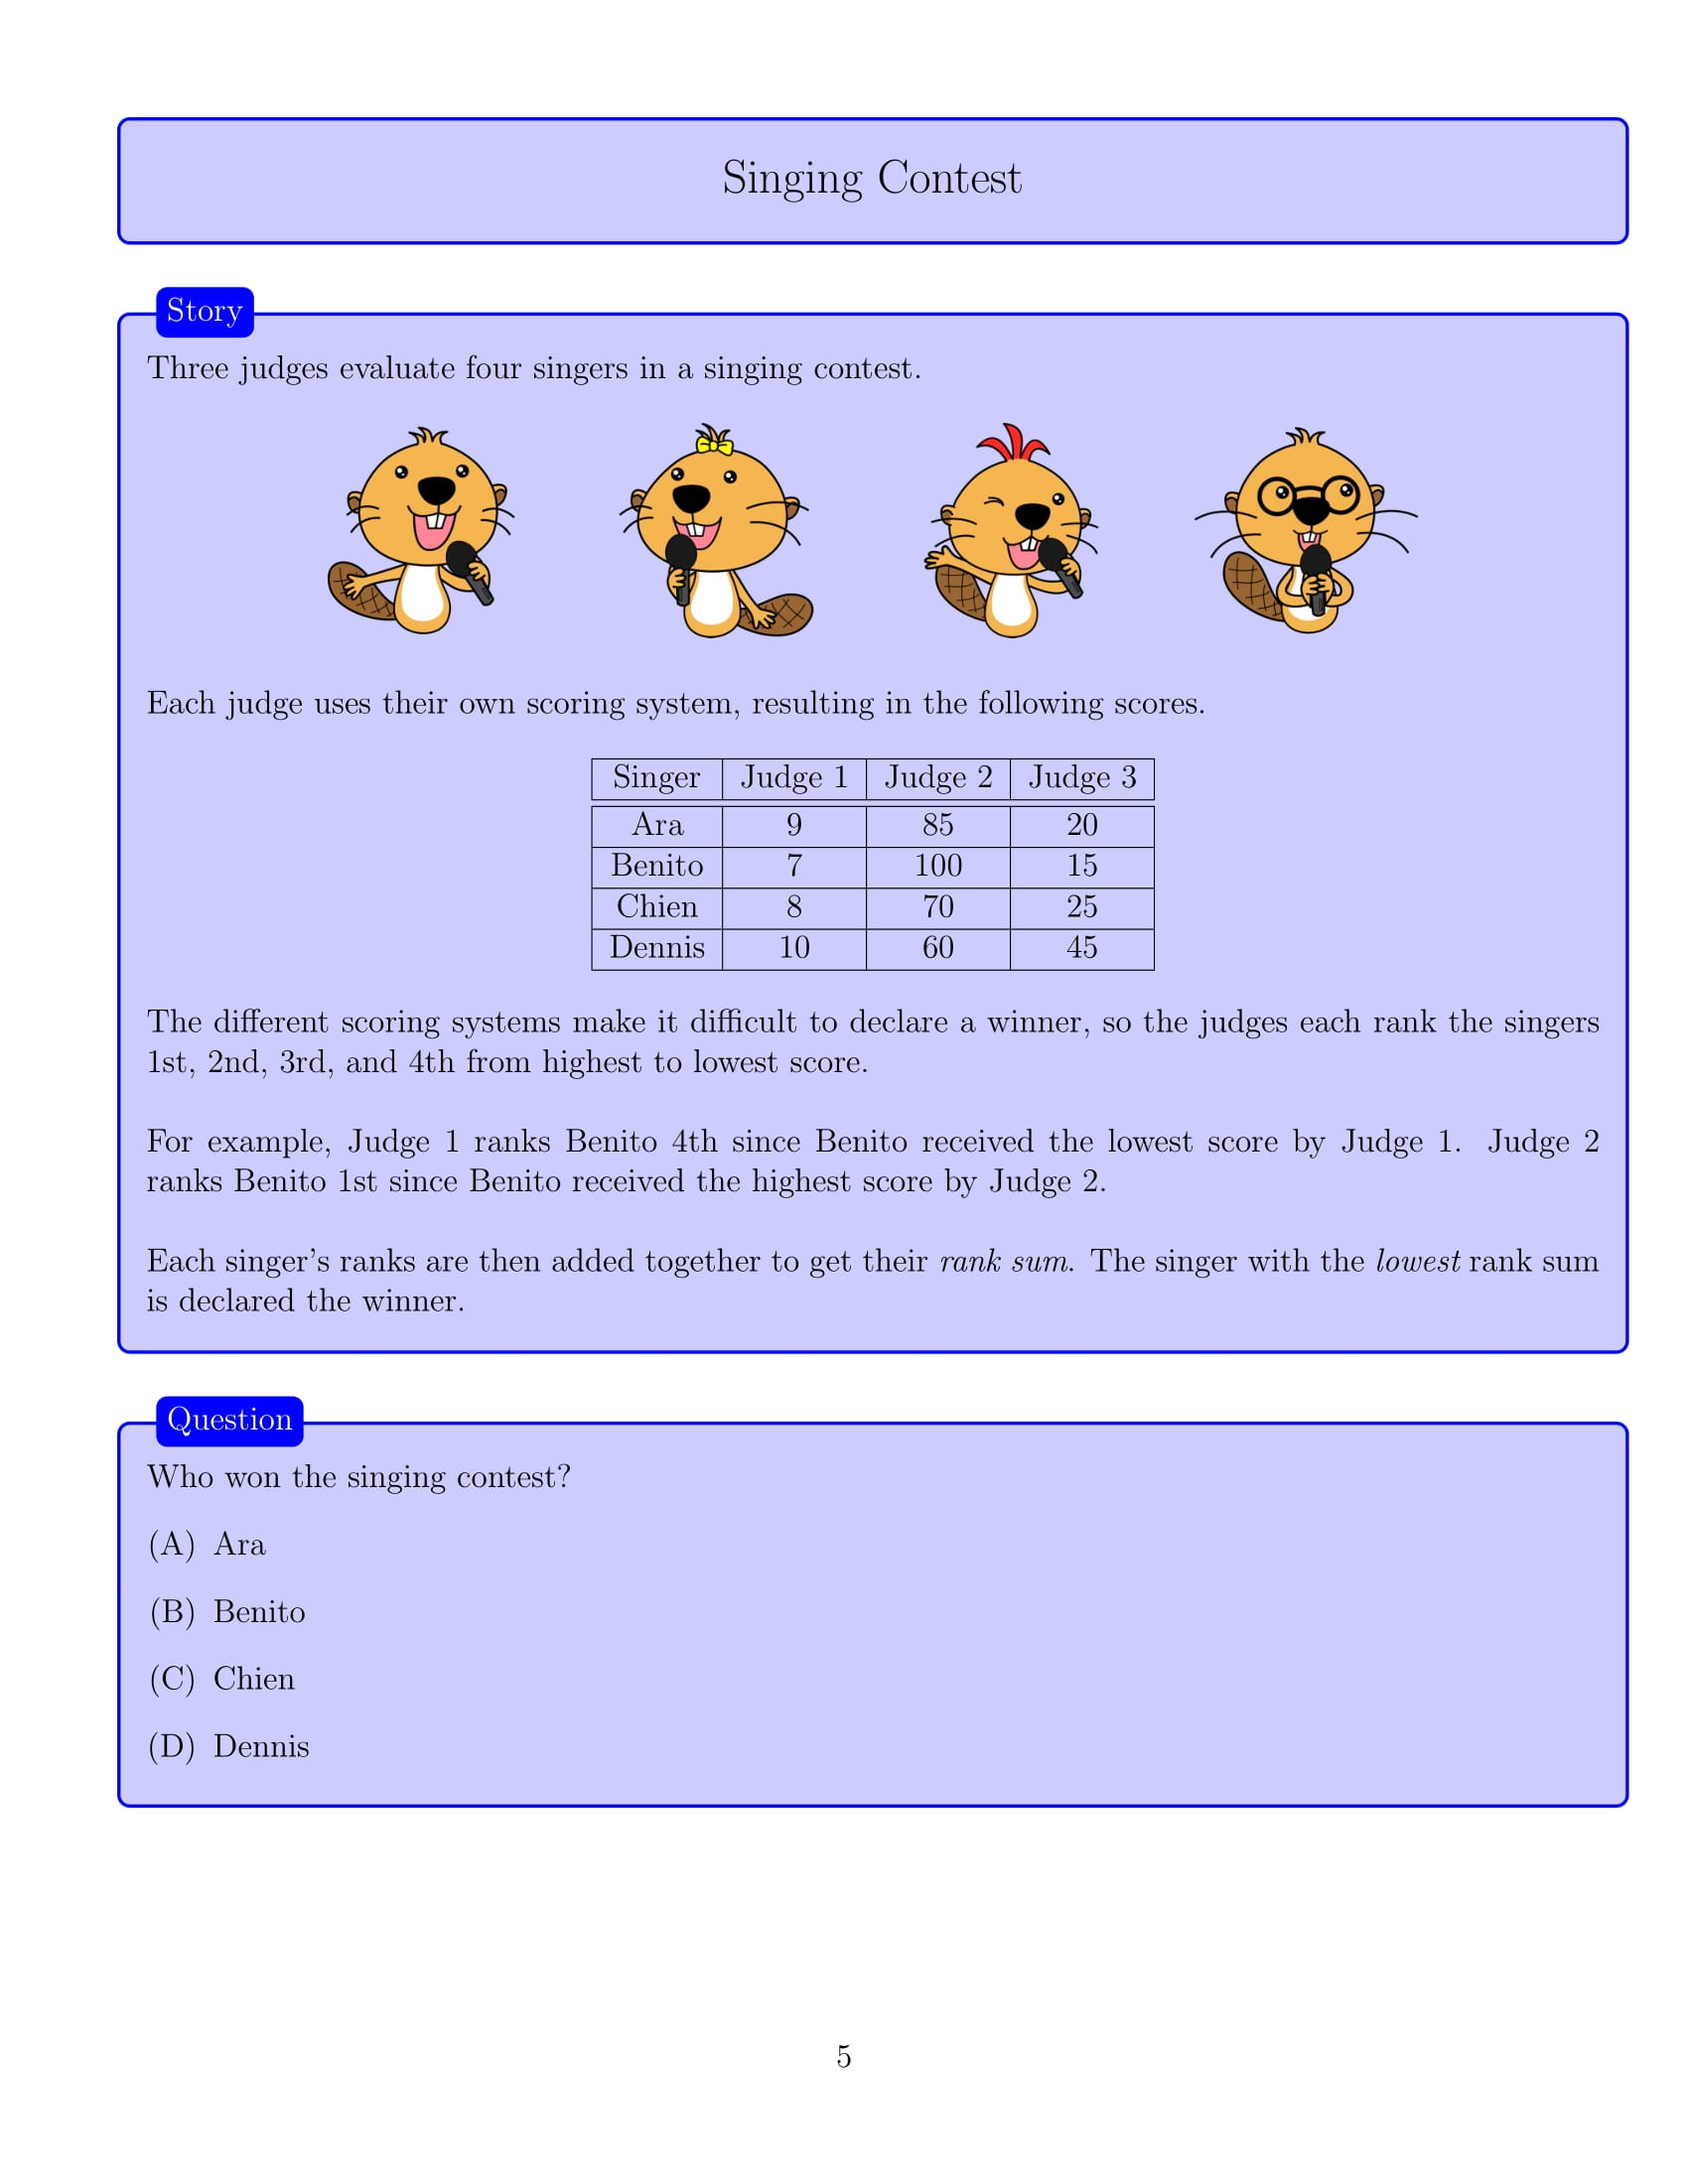 Singing Contest
Story
Three judges evaluate four singers in a singing contest.
Each judge uses their own scoring system, resulting in the following scores.
Singer Judge 1 Judge 2 Judge 3
Ara 9 85 20
Benito 7 100 15
Chien 8 70 25
Dennis 10 60 45
The different scoring systems make it difficult to declare a winner, so the judges each rank the singers
1st, 2nd, 3rd, and 4th from highest to lowest score.
For example, Judge 1 ranks Benito 4th since Benito received the lowest score by Judge 1. Judge 2
ranks Benito 1st since Benito received the highest score by Judge 2.
Each singer's ranks are then added together to get their rank sum. The singer with the lowest rank sum
is declared the winner.
Question
Who won the singing contest?
(A) Ara
(B) Benito
(C) Chien
(D) Dennis
5